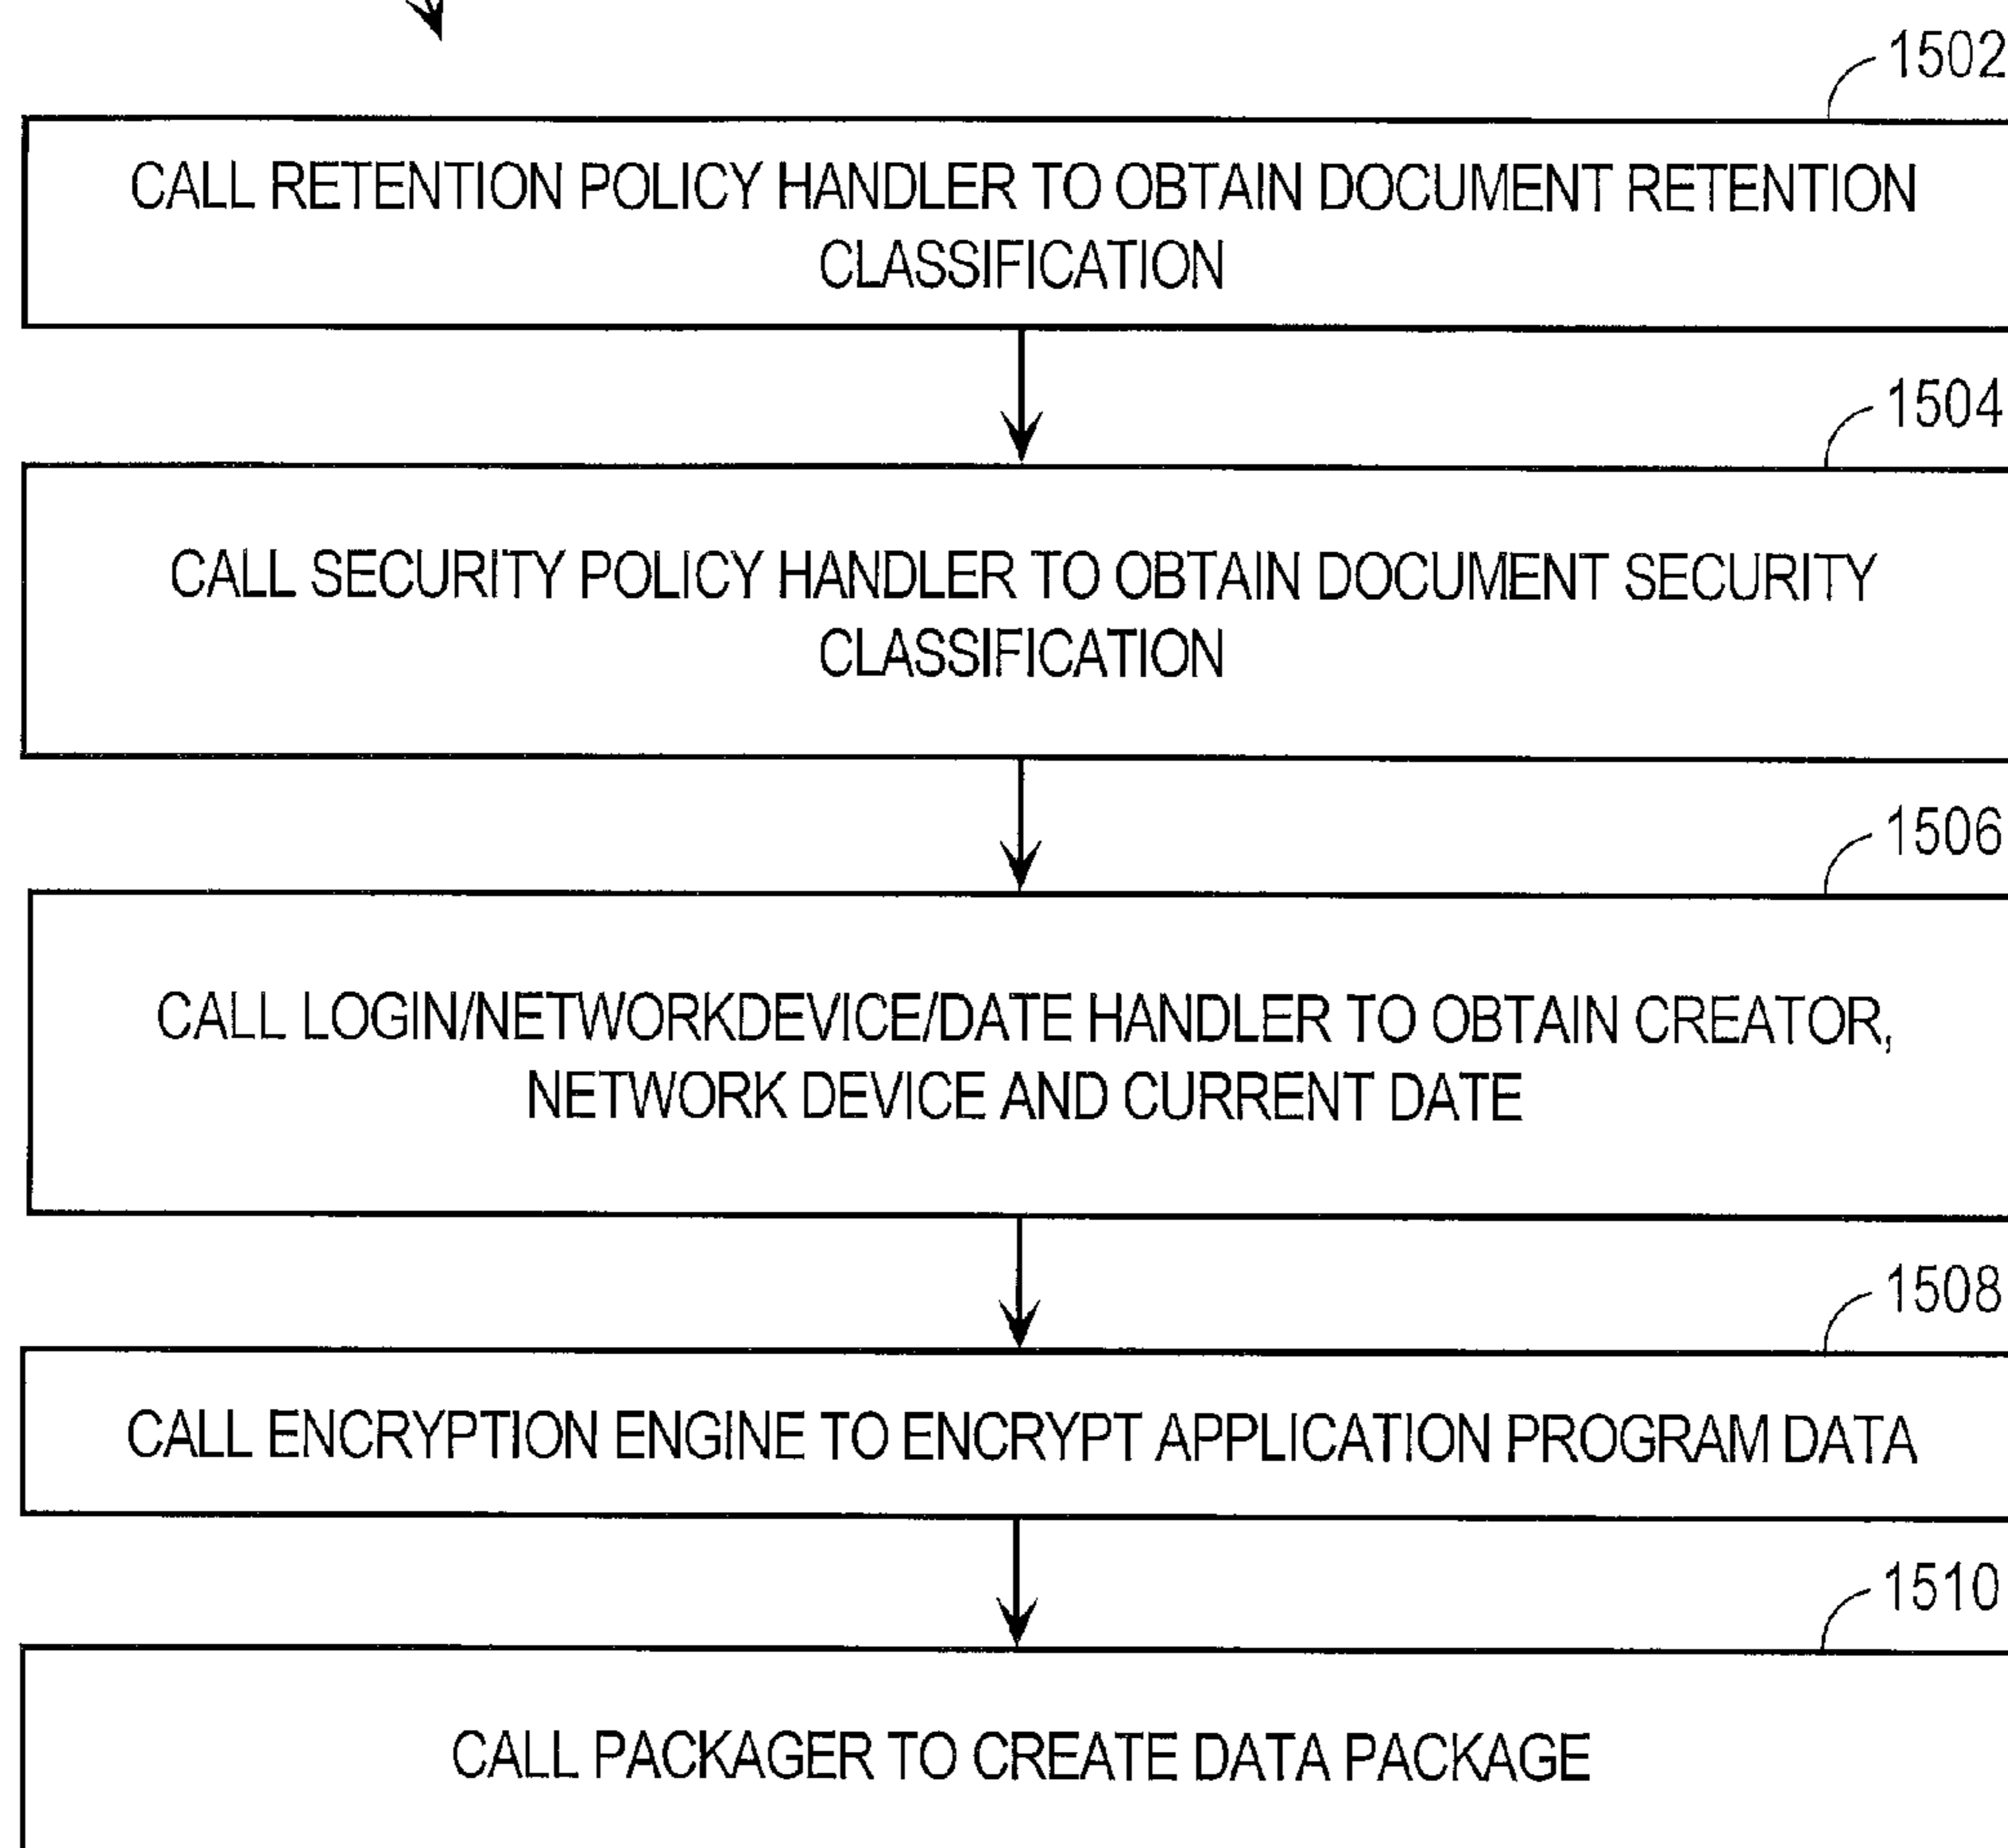 1502
CALL RETENTION POLICY HANDLER TO OBTAIN DOCUMENT RETENTION
CLASSIFICATION
1504
CALL SECURITY POLICY HANDLER TO OBTAIN DOCUMENT SECURITY
CLASSIFICATION
1506
CALL LOGIN/NETWORKDEVICE/DATE HANDLER TO OBTAIN CREATOR,
NETWORK DEVICE AND CURRENT DATE
1508
CALL ENCRYPTION ENGINE TO ENCRYPT APPLICATION PROGRAM DATA
1510
CALL PACKAGER TO CREATE DATA PACKAGE